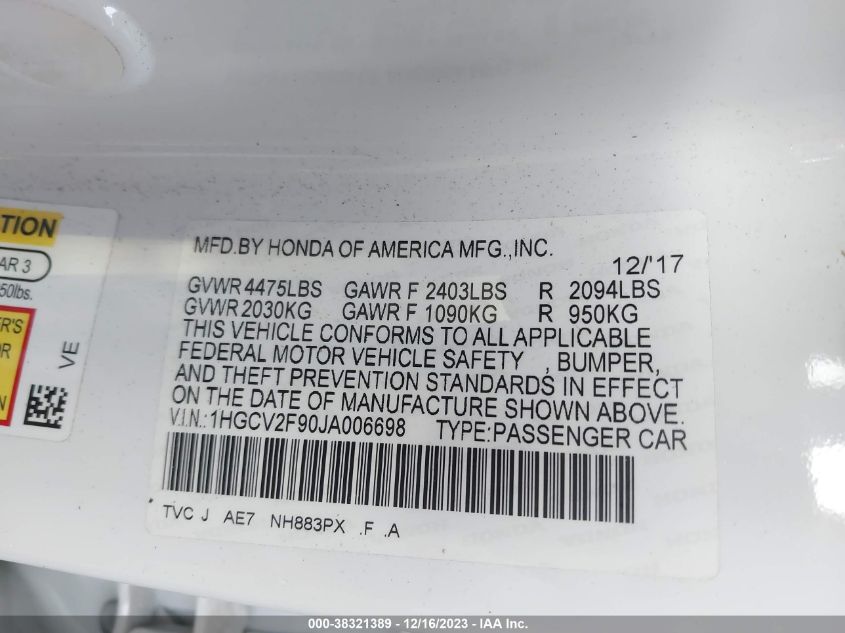 TION
AR 3
50lbs.
ER'S
OR
N
VE
MFD.BY HONDA OF AMERICA MFG.,INC.
12/'17
GVWR 4475LBS GAWR F 2403LBS R 2094LBS
GVWR 2030KG GAWR F 1090KG R 950KG
THIS VEHICLE CONFORMS TO ALL APPLICABLE
FEDERAL MOTOR VEHICLE SAFETY , BUMPER,
AND THEFT PREVENTION STANDARDS IN EFFECT
ON THE DATE OF MANUFACTURE SHOWN ABOVE.
V.I.N.:1HGCV2F90JA006698 TYPE:PASSENGER CAR
TVC J AE7 NH883PX .F .A
000-38321389 - 12/16/2023 - IAA Inc.